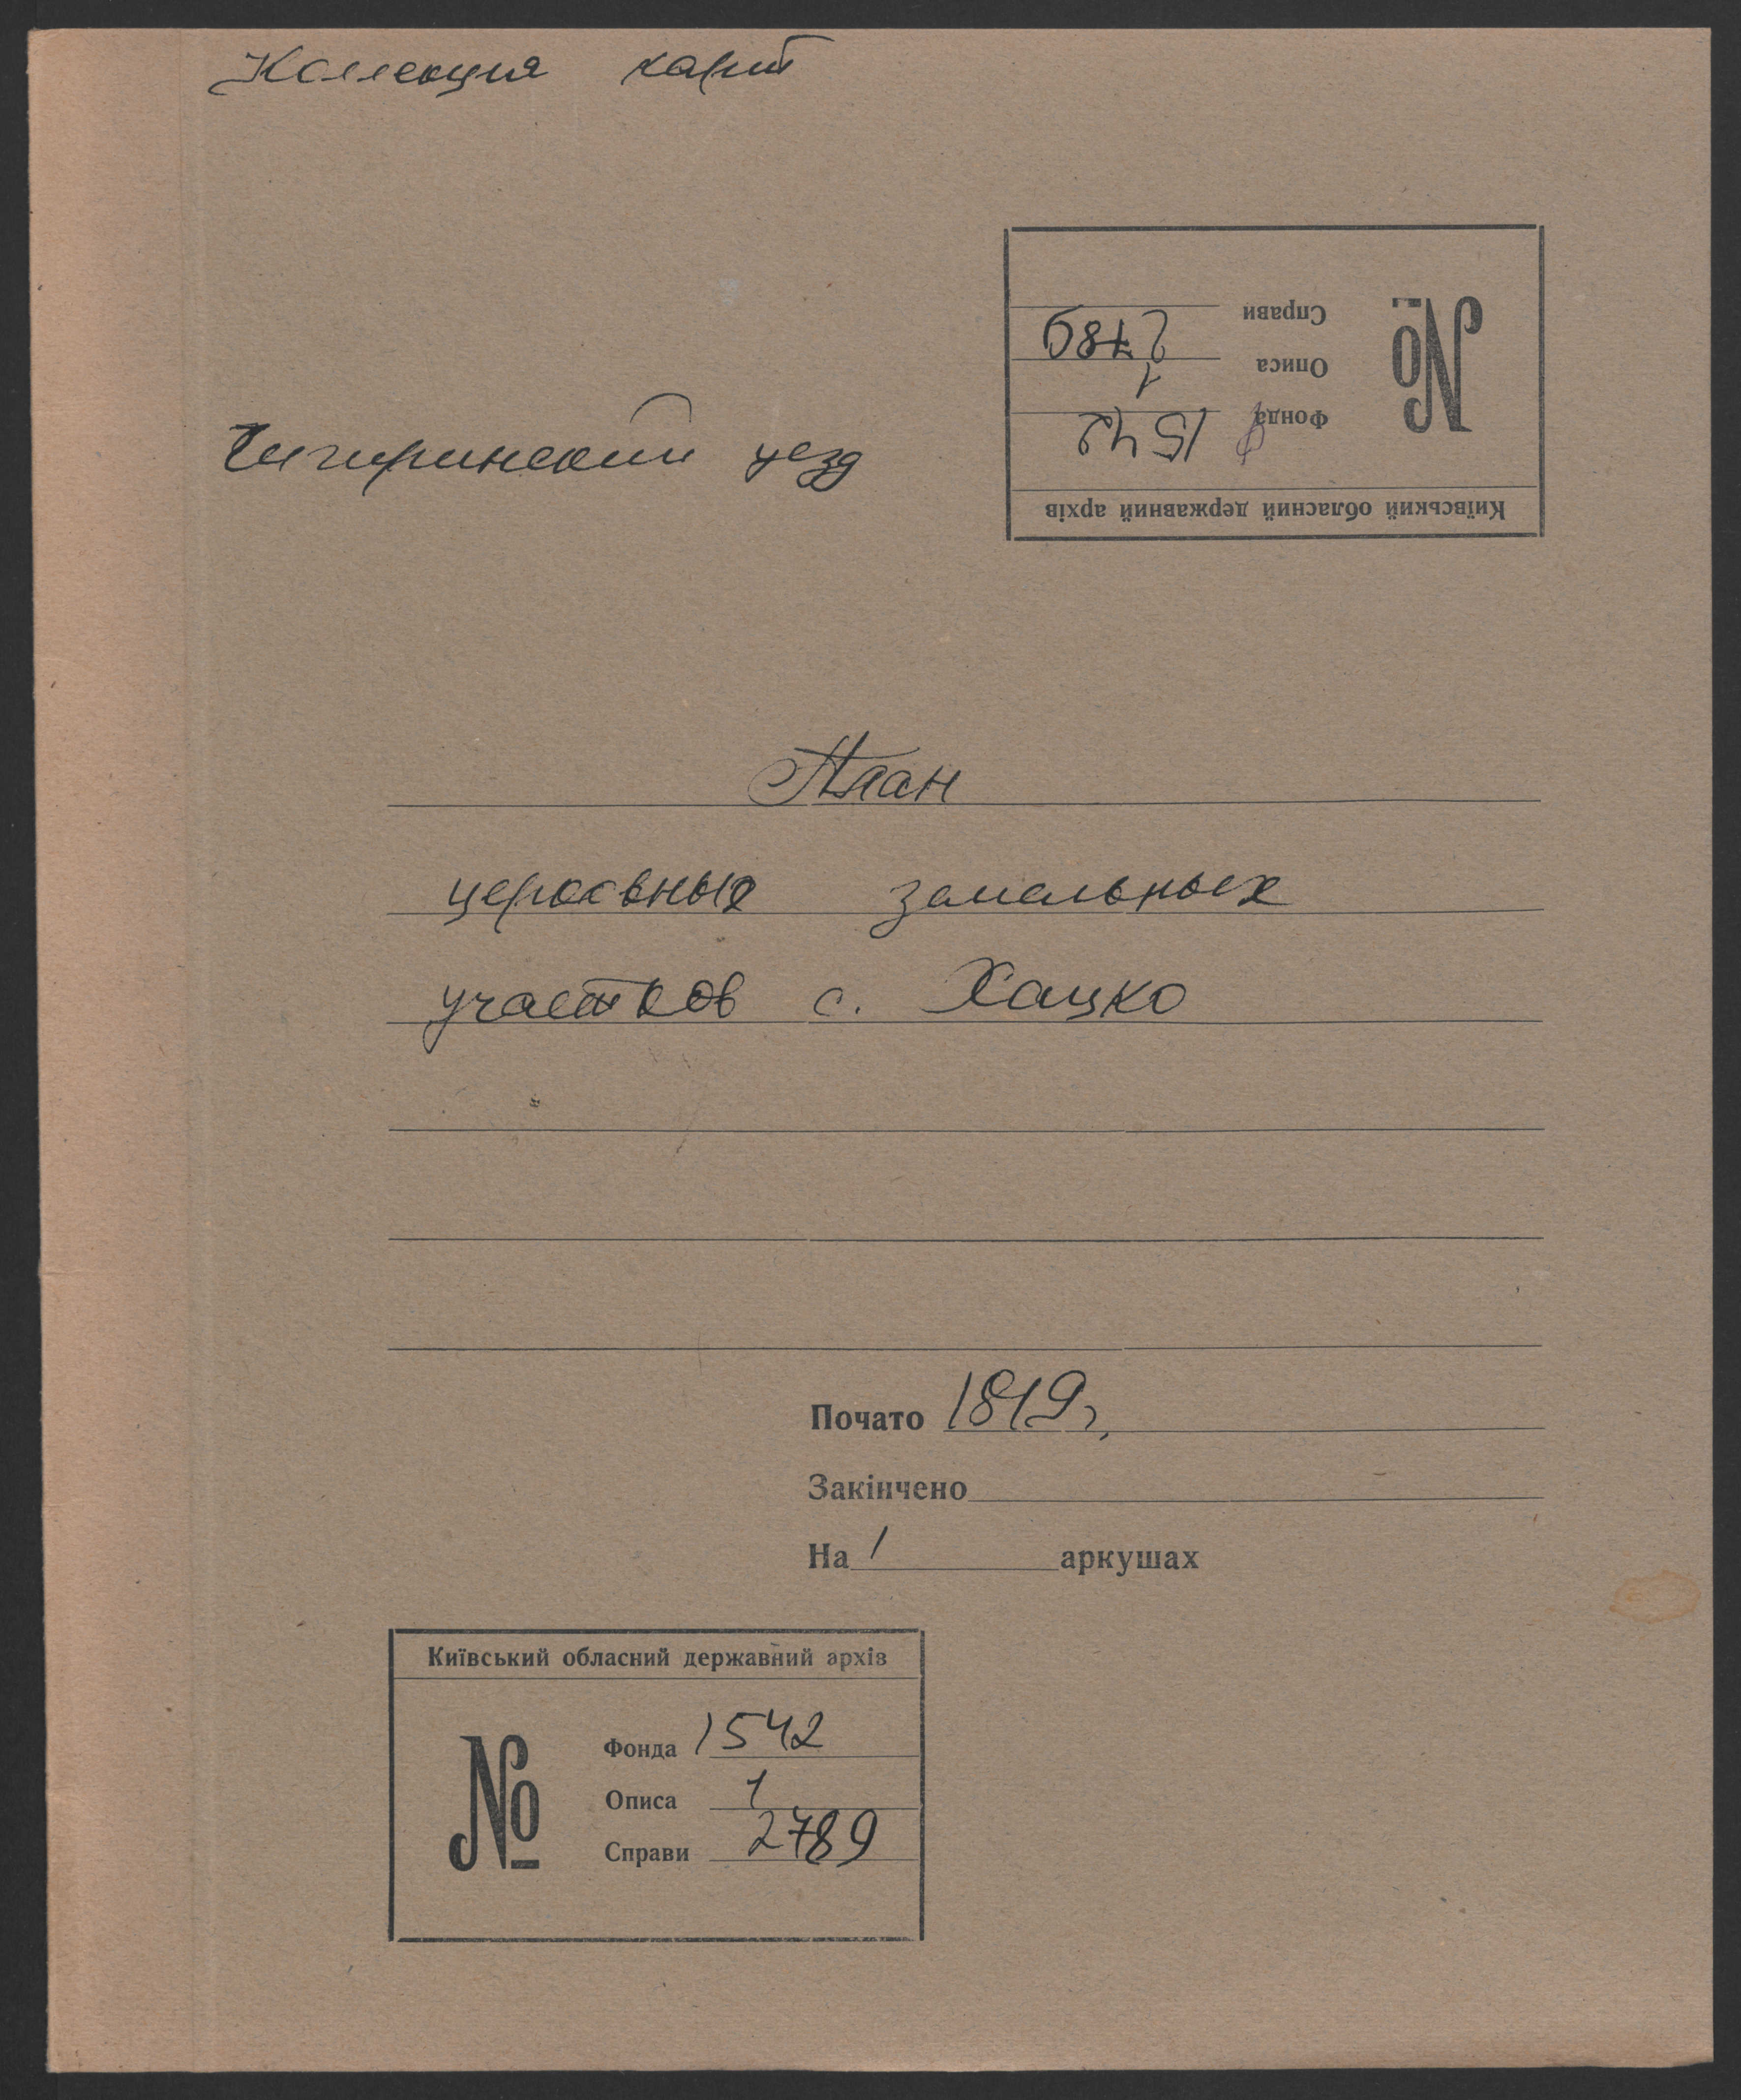 Коллекция карт
Справи 2789
Описа 1
Фонда 1542
№
Київський обласний державний архів
Чигиринский уезд
План
церковных земельных
участков с. Хацко
Почато 1819г.
Закінчено
На 1 аркушах
Київський обласний державний архів
№
Фонда 1542
Описа 1
Справи 2789